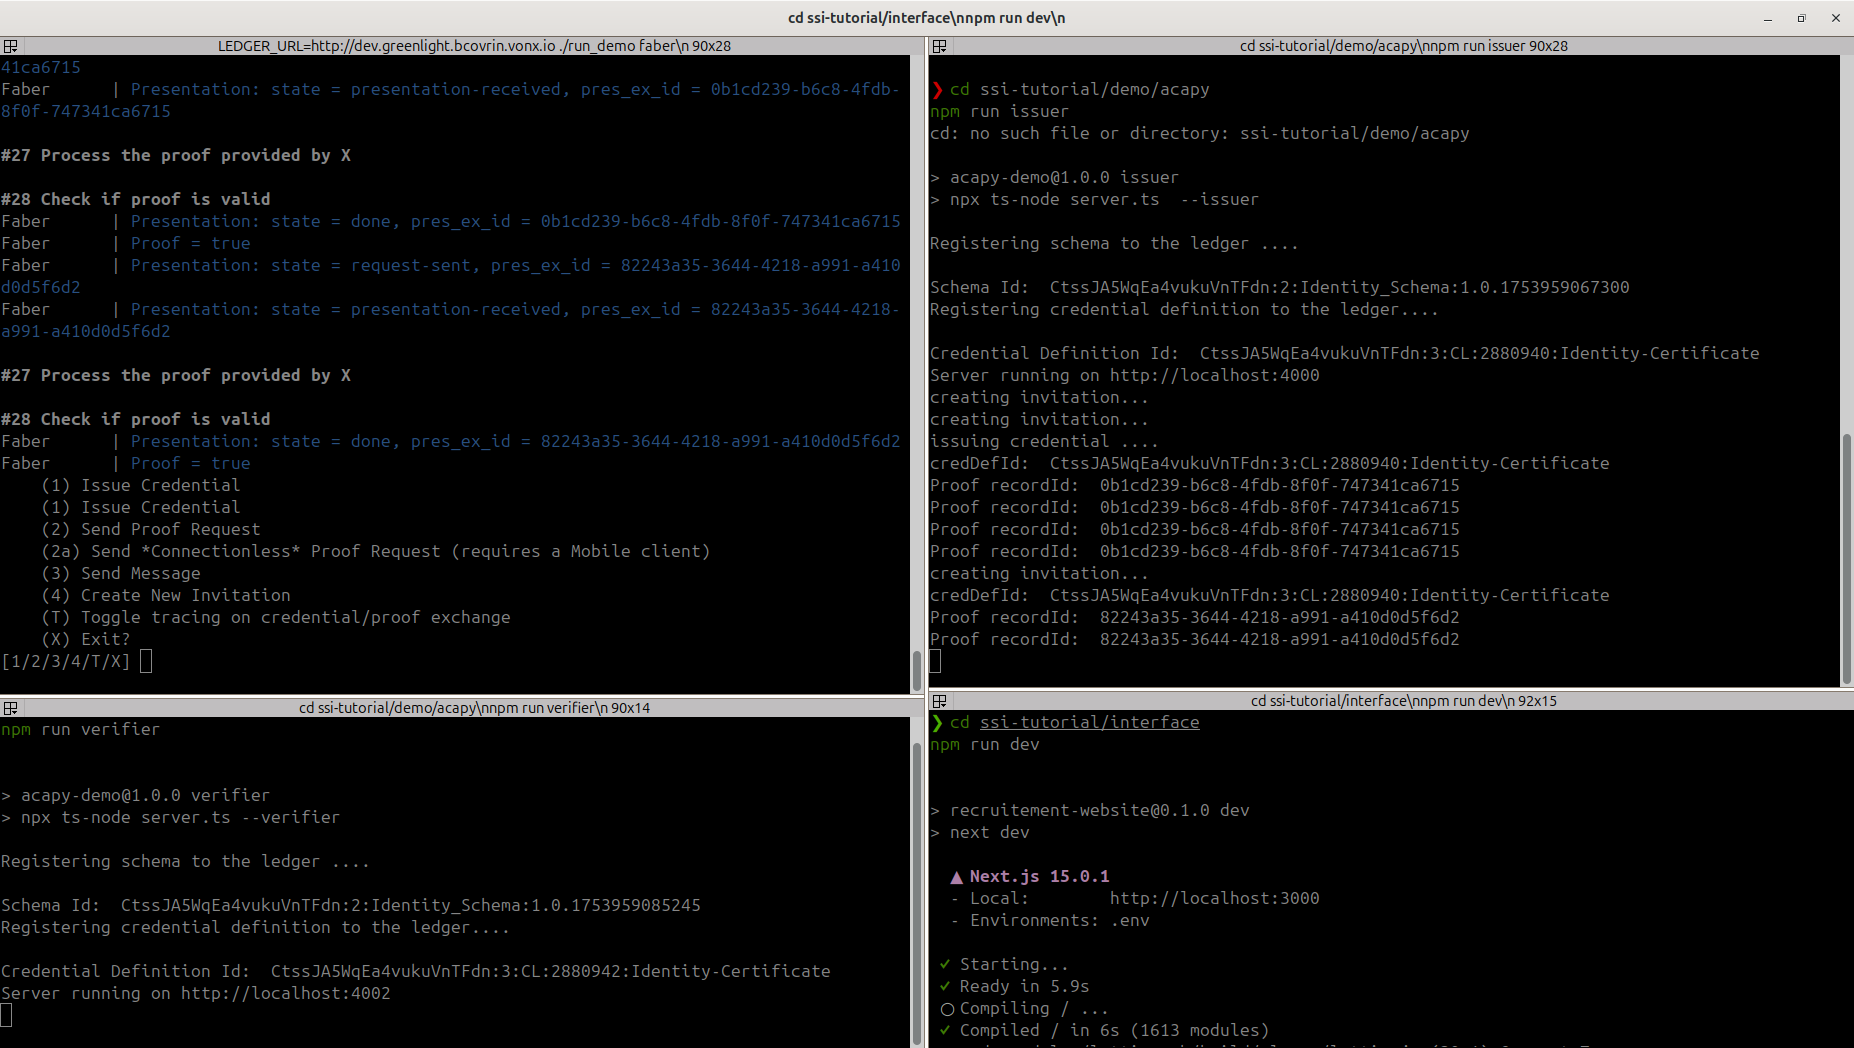 cd ssi-tutorial/interface\nnpm run dev\n
LEDGER_URL=http://dev.greenlight.bcovrin.vonx.io ./run_demo faber\n 90x28
41ca6715
Faber | Presentation: state = presentation-received, pres_ex_id = 0b1cd239-b6c8-4fdb-
8f0f-747341ca6715
#27 Process the proof provided by X
#28 Check if proof is valid
Faber | Presentation: state = done, pres_ex_id = 0b1cd239-b6c8-4fdb-8f0f-747341ca6715
Faber | Proof = true
Faber | Presentation: state = request-sent, pres_ex_id = 82243a35-3644-4218-a991-a410
d0d5f6d2
Faber | Presentation: state = presentation-received, pres_ex_id = 82243a35-3644-4218-
a991-a410d0d5f6d2
#27 Process the proof provided by X
#28 Check if proof is valid
Faber | Presentation: state = done, pres_ex_id = 82243a35-3644-4218-a991-a410d0d5f6d2
Faber | Proof = true
(1) Issue Credential
(1) Issue Credential
(2) Send Proof Request
(2a) Send *Connectionless* Proof Request (requires a Mobile client)
(3) Send Message
(4) Create New Invitation
(T) Toggle tracing on credential/proof exchange
(X) Exit?
[1/2/3/4/T/X]
cd ssi-tutorial/demo/acapy\nnpm run issuer 90x28
❯ cd ssi-tutorial/demo/acapy
npm run issuer
cd: no such file or directory: ssi-tutorial/demo/acapy
> acapy-demo@1.0.0 issuer
> npx ts-node server.ts --issuer
Registering schema to the ledger ....
Schema Id: CtssJA5WqEa4vukuVnTFdn:2:Identity_Schema:1.0.1753959067300
Registering credential definition to the ledger....
Credential Definition Id: CtssJA5WqEa4vukuVnTFdn:3:CL:2880940:Identity-Certificate
Server running on http://localhost:4000
creating invitation...
creating invitation...
issuing credential ....
credDefId: CtssJA5WqEa4vukuVnTFdn:3:CL:2880940:Identity-Certificate
Proof recordId: 0b1cd239-b6c8-4fdb-8f0f-747341ca6715
Proof recordId: 0b1cd239-b6c8-4fdb-8f0f-747341ca6715
Proof recordId: 0b1cd239-b6c8-4fdb-8f0f-747341ca6715
Proof recordId: 0b1cd239-b6c8-4fdb-8f0f-747341ca6715
creating invitation...
credDefId: CtssJA5WqEa4vukuVnTFdn:3:CL:2880940:Identity-Certificate
Proof recordId: 82243a35-3644-4218-a991-a410d0d5f6d2
Proof recordId: 82243a35-3644-4218-a991-a410d0d5f6d2
cd ssi-tutorial/demo/acapy\nnpm run verifier\n 90x14
npm run verifier
> acapy-demo@1.0.0 verifier
> npx ts-node server.ts --verifier
Registering schema to the ledger ....
Schema Id: CtssJA5WqEa4vukuVnTFdn:2:Identity_Schema:1.0.1753959085245
Registering credential definition to the ledger....
Credential Definition Id: CtssJA5WqEa4vukuVnTFdn:3:CL:2880942:Identity-Certificate
Server running on http://localhost:4002
cd ssi-tutorial/interface\nnpm run dev\n 92x15
❯ cd ssi-tutorial/interface
npm run dev
> recruitement-website@0.1.0 dev
> next dev
▲ Next.js 15.0.1
- Local: http://localhost:3000
- Environments: .env
✓ Starting...
✓ Ready in 5.9s
○ Compiling / ...
✓ Compiled / in 6s (1613 modules)